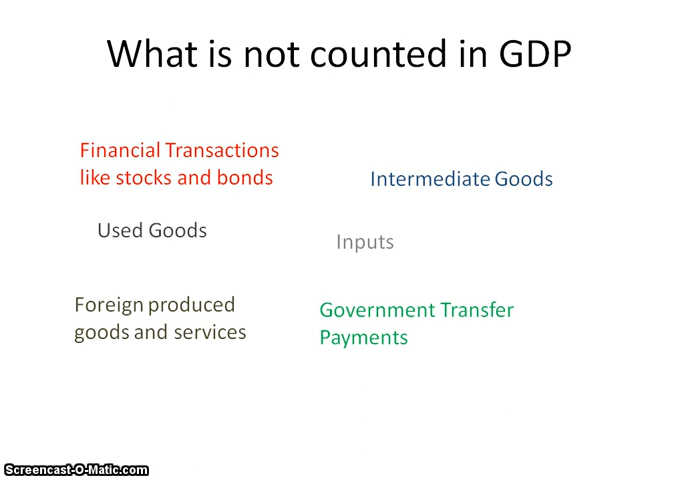 What is not counted in GDP
Financial Transactions
like stocks and bonds
Intermediate Goods
Used Goods
Inputs
Foreign produced
goods and services
Government Transfer
Payments
Screencast-O-Matic.com